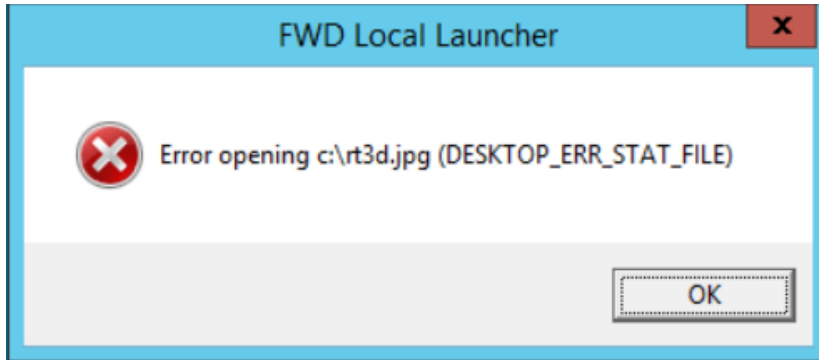 FWD Local Launcher
x
Error opening c:\rt3d.jpg (DESKTOP_ERR_STAT_FILE)
OK